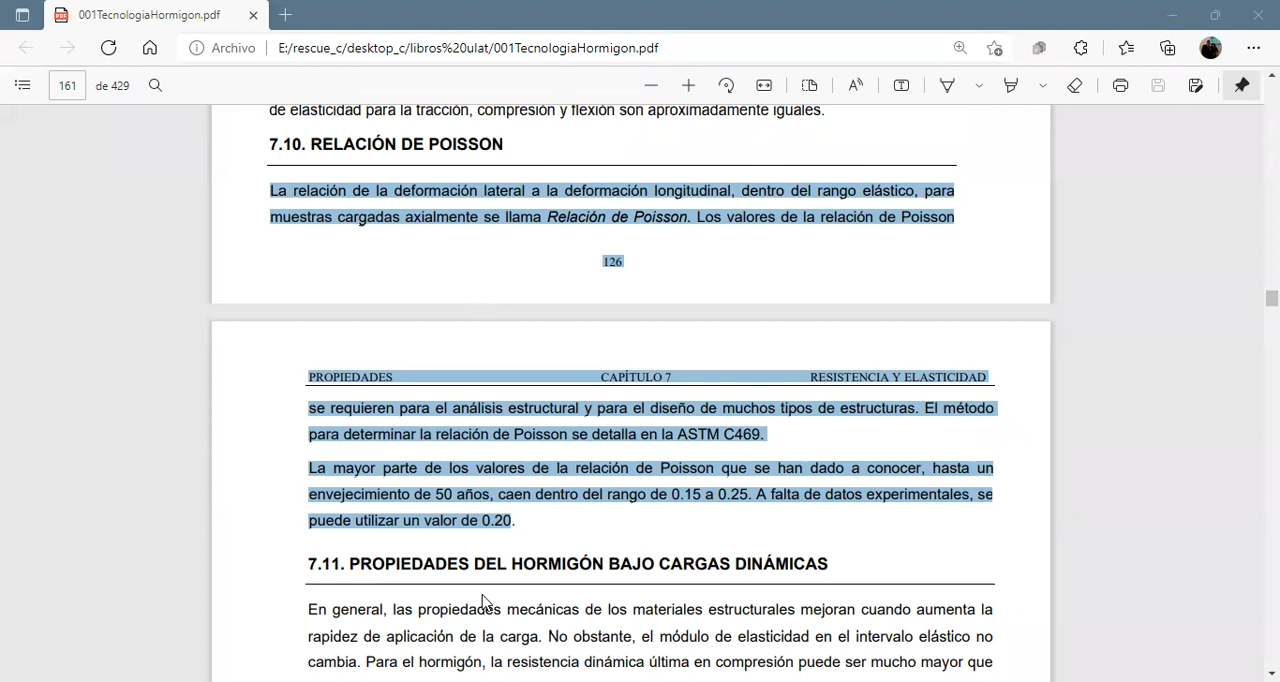 001TecnologiaHormigon.pdf
Archivo
E:/rescue_c/desktop_c/libros%20ulat/001TecnologiaHormigon.pdf
161 de 429
de elasticidad para la tracción, compresión y flexión son aproximadamente iguales.
7.10. RELACIÓN DE POISSON
La relación de la deformación lateral a la deformación longitudinal, dentro del rango elástico, para
muestras cargadas axialmente se llama Relación de Poisson. Los valores de la relación de Poisson
126
PROPIEDADES CAPÍTULO 7 RESISTENCIA Y ELASTICIDAD
se requieren para el análisis estructural y para el diseño de muchos tipos de estructuras. El método
para determinar la relación de Poisson se detalla en la ASTM C469.
La mayor parte de los valores de la relación de Poisson que se han dado a conocer, hasta un
envejecimiento de 50 años, caen dentro del rango de 0.15 a 0.25. A falta de datos experimentales, se
puede utilizar un valor de 0.20.
7.11. PROPIEDADES DEL HORMIGÓN BAJO CARGAS DINÁMICAS
En general, las propiedades mecánicas de los materiales estructurales mejoran cuando aumenta la
rapidez de aplicación de la carga. No obstante, el módulo de elasticidad en el intervalo elástico no
cambia. Para el hormigón, la resistencia dinámica última en compresión puede ser mucho mayor que